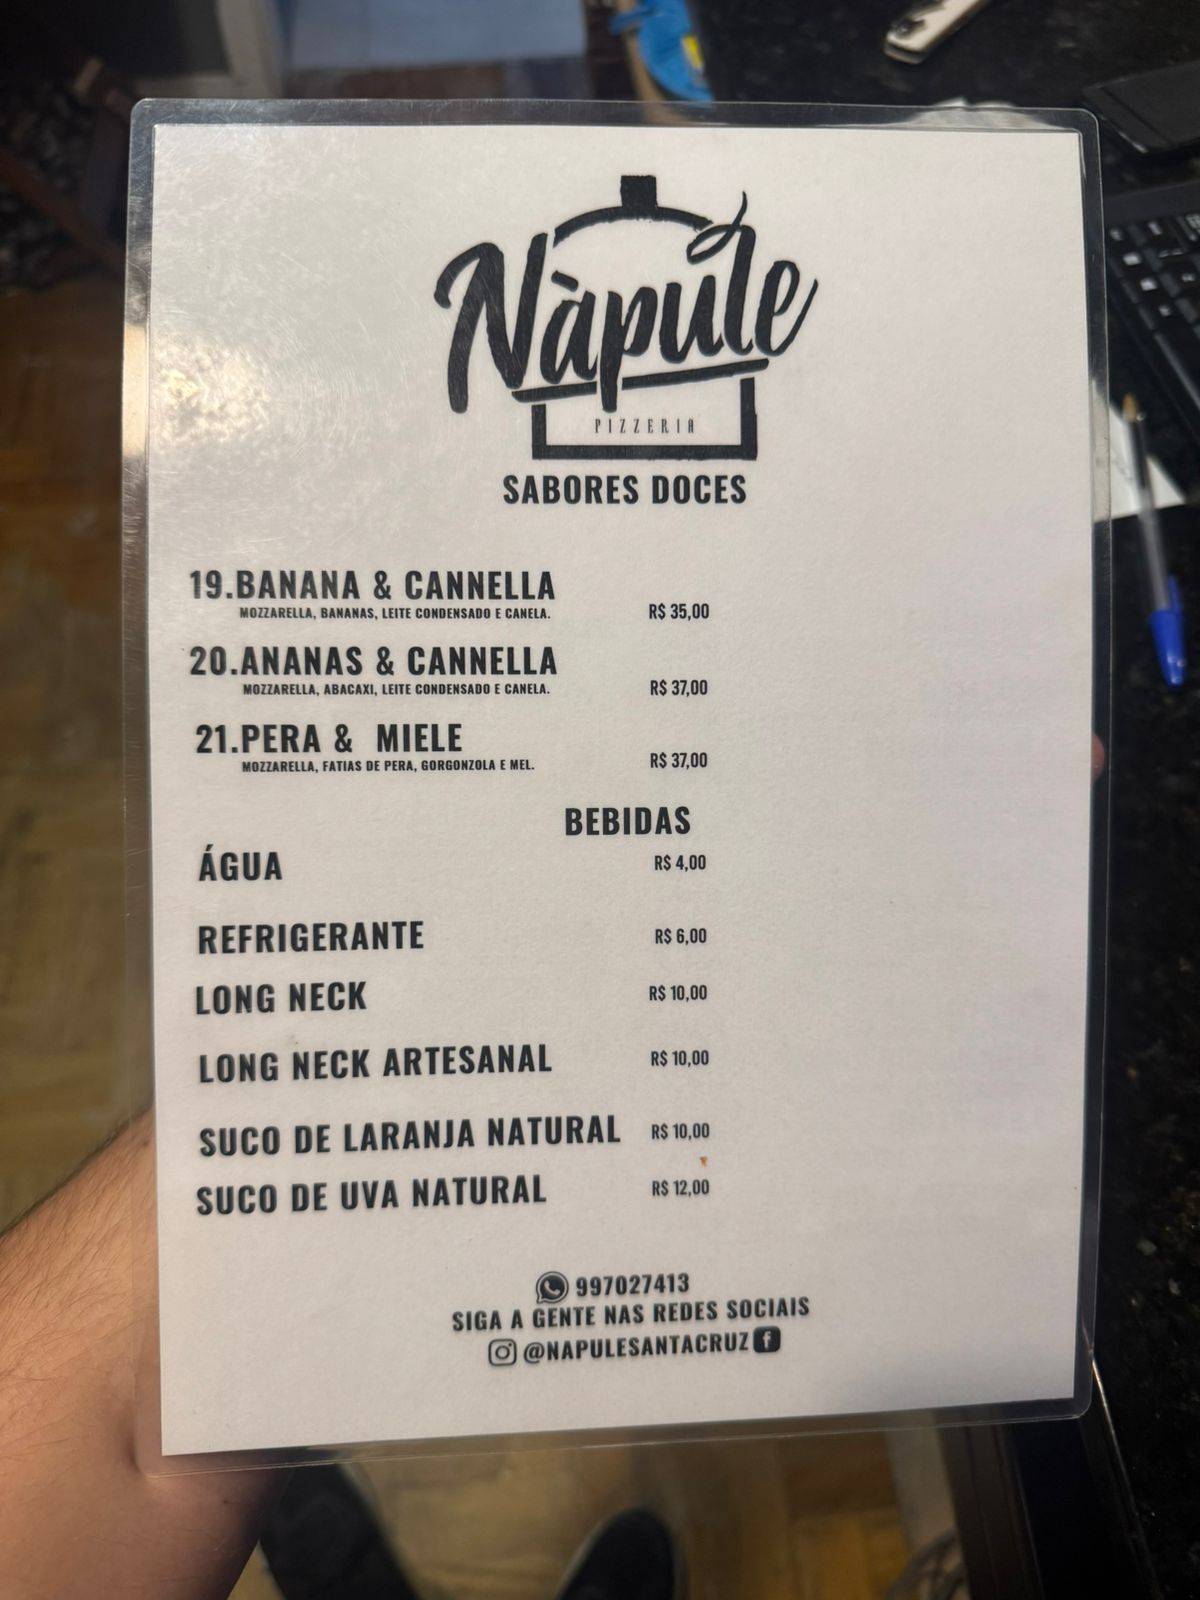 Nàpule
PIZZERIA
SABORES DOCES
19.BANANA & CANNELLA
MOZZARELLA, BANANAS, LEITE CONDENSADO E CANELA.
R$ 35,00
20.ANANAS & CANNELLA
MOZZARELLA, ABACAXI, LEITE CONDENSADO E CANELA.
R$ 37,00
21.PERA & MIELE
MOZZARELLA, FATIAS DE PERA, GORGONZOLA E MEL.
R$ 37,00
BEBIDAS
ÁGUA R$ 4,00
REFRIGERANTE R$ 6,00
LONG NECK R$ 10,00
LONG NECK ARTESANAL R$ 10,00
SUCO DE LARANJA NATURAL R$ 10,00
SUCO DE UVA NATURAL R$ 12,00
997027413
SIGA A GENTE NAS REDES SOCIAIS
@NAPULESANTACRUZ